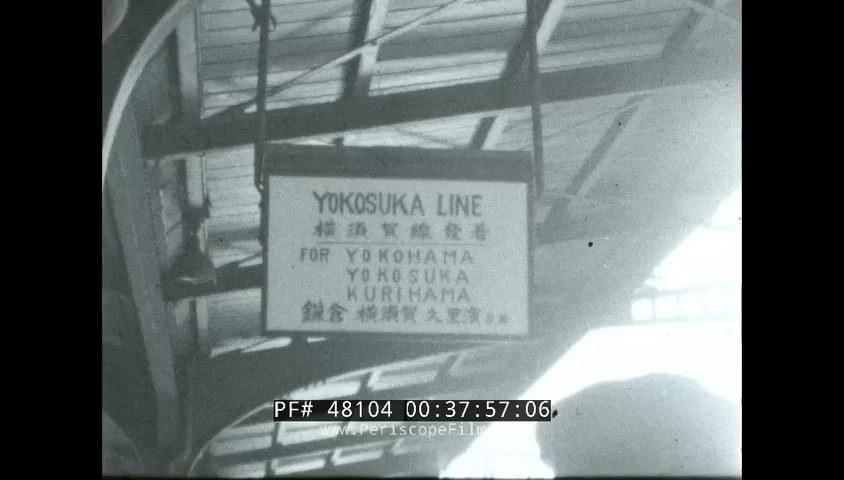 YOKOSUKA LINE
横須賀線發着
FOR YOKOHAMA
YOKOSUKA
KURIHAMA
鎌倉 横須賀 久里濱
PF# 48104 00:37:57:06
www.PeriscopeFilm